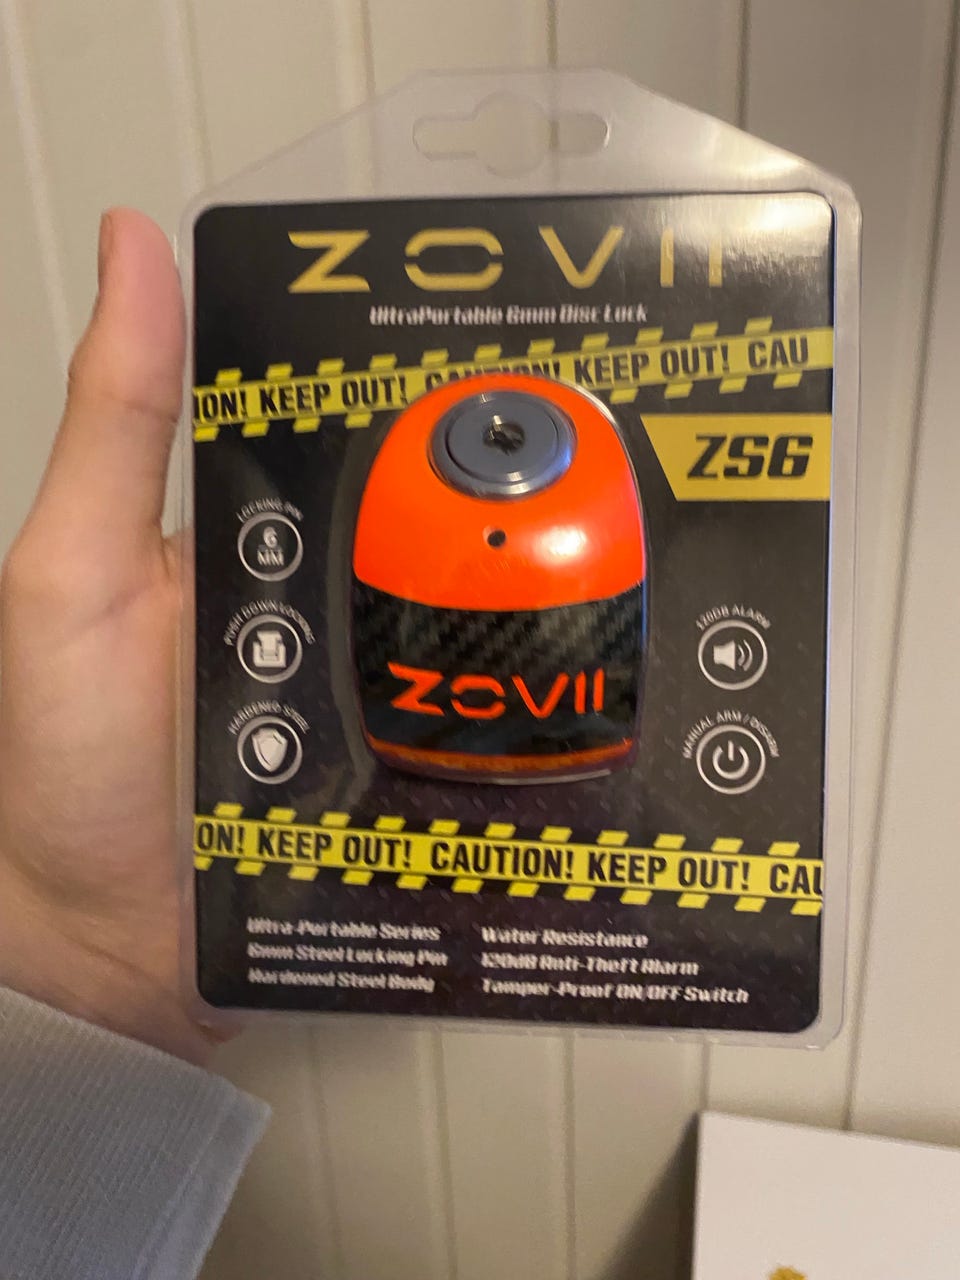 ZOVII
UltraPortable 6mm Disc Lock
ION! KEEP OUT! CAUTION! KEEP OUT! CAU
ZS6
LOCKING PIN
6
MM
PUSH DOWN LOCKING
HARDENED STEEL
120DB ALARM
MANUAL ARM / DISARM
ZOVII
ON! KEEP OUT! CAUTION! KEEP OUT! CAU
Ultra-Portable Series
6mm Steel Locking Pin
Hardened Steel Body
Water Resistance
120dB Anti-Theft Alarm
Tamper-Proof ON/OFF Switch